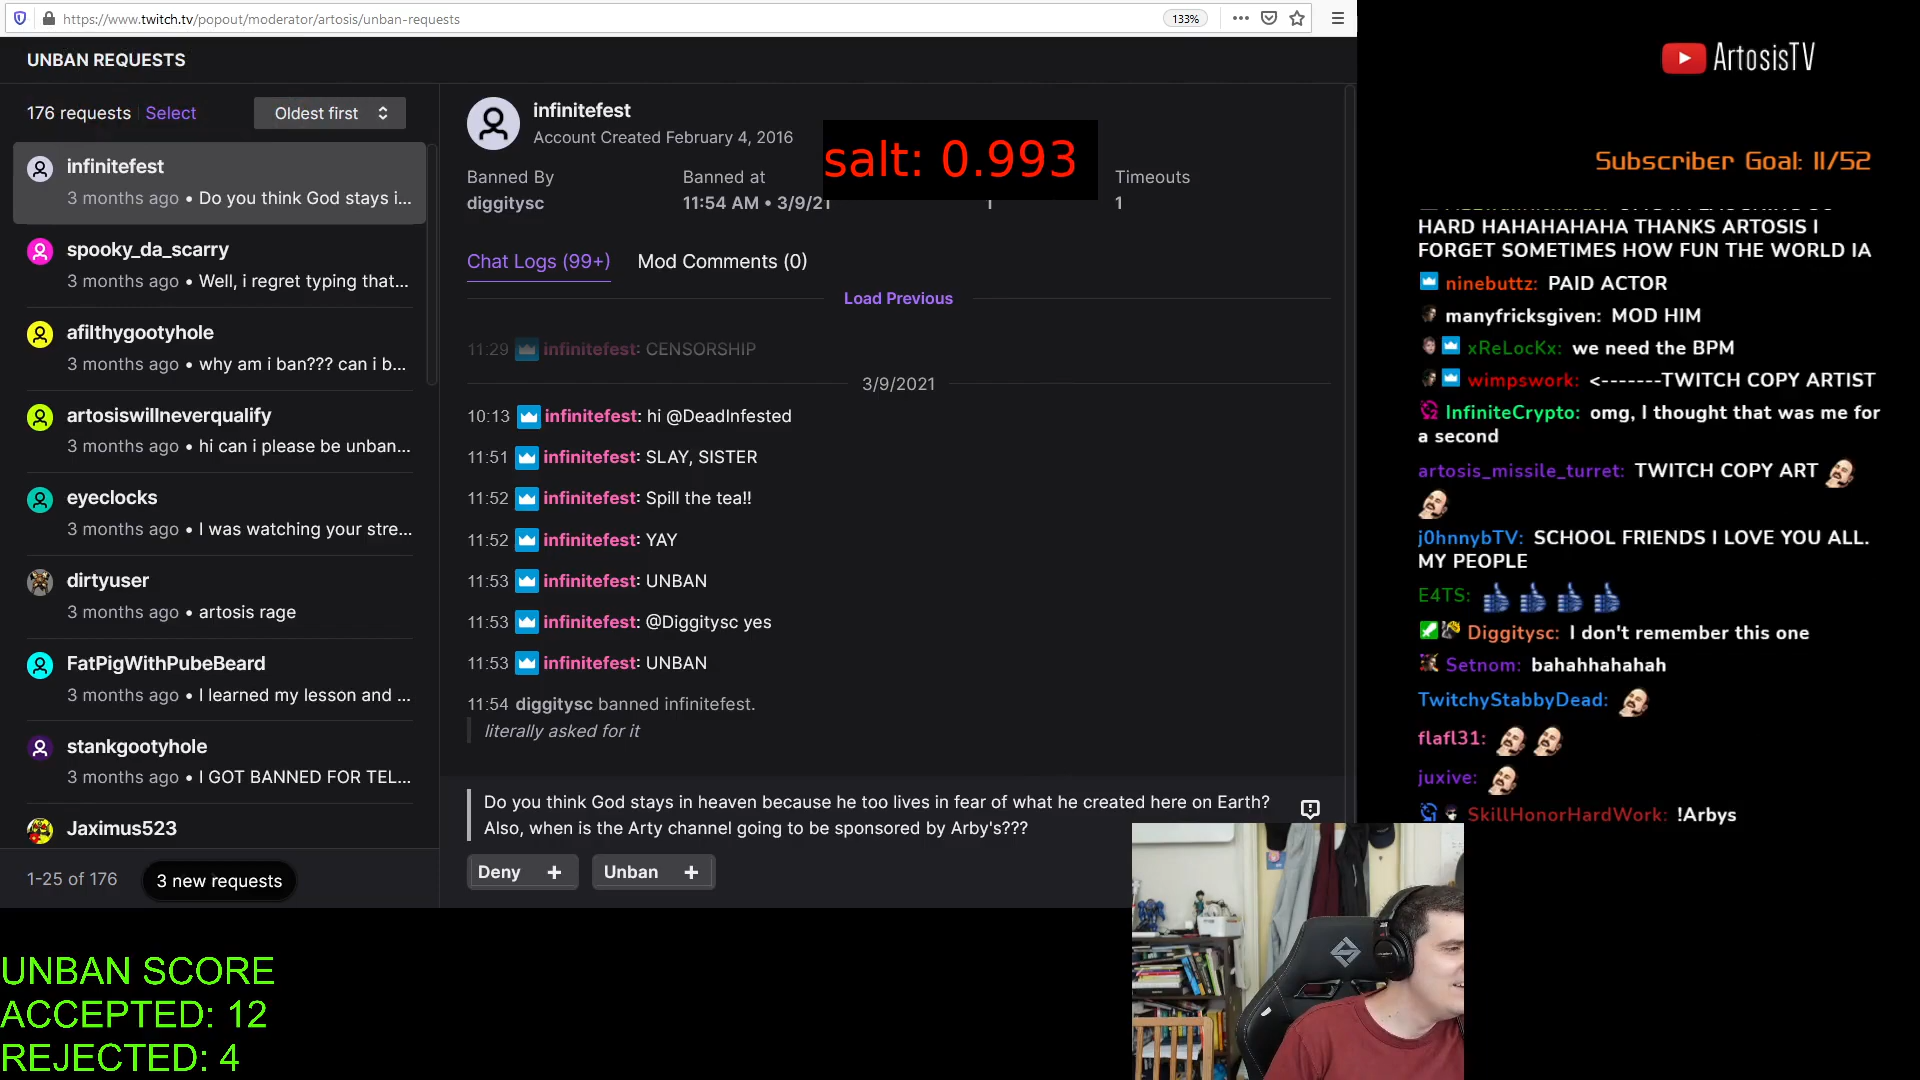 https://www.twitch.tv/popout/moderator/artosis/unban-requests
133%
UNBAN REQUESTS
176 requests
Select
Oldest first
infinitefest
3 months ago • Do you think God stays i...
spooky_da_scarry
3 months ago • Well, i regret typing that...
afilthygootyhole
3 months ago • why am i ban??? can i b...
artosiswillneverqualify
3 months ago • hi can i please be unban...
eyeclocks
3 months ago • I was watching your stre...
dirtyuser
3 months ago • artosis rage
FatPigWithPubeBeard
3 months ago • I learned my lesson and ...
stankgootyhole
3 months ago • I GOT BANNED FOR TEL...
Jaximus523
1-25 of 176
3 new requests
infinitefest
Account Created February 4, 2016
salt: 0.993
Banned By
diggitysc
Banned at
11:54 AM • 3/9/21
1
Timeouts
1
Chat Logs (99+)
Mod Comments (0)
Load Previous
11:29 infinitefest: CENSORSHIP
3/9/2021
10:13 infinitefest: hi @DeadInfested
11:51 infinitefest: SLAY, SISTER
11:52 infinitefest: Spill the tea!!
11:52 infinitefest: YAY
11:53 infinitefest: UNBAN
11:53 infinitefest: @Diggitysc yes
11:53 infinitefest: UNBAN
11:54 diggitysc banned infinitefest.
literally asked for it
Do you think God stays in heaven because he too lives in fear of what he created here on Earth?
Also, when is the Arty channel going to be sponsored by Arby's???
Deny +
Unban +
ArtosisTV
Subscriber Goal: 11/52
HARD HAHAHAHAHA THANKS ARTOSIS I
FORGET SOMETIMES HOW FUN THE WORLD IA
ninebuttz: PAID ACTOR
manyfricksgiven: MOD HIM
xReLocKx: we need the BPM
wimpswork: <-------TWITCH COPY ARTIST
InfiniteCrypto: omg, I thought that was me for
a second
artosis_missile_turret: TWITCH COPY ART
j0hnnybTV: SCHOOL FRIENDS I LOVE YOU ALL.
MY PEOPLE
E4TS:
Diggitysc: I don't remember this one
Setnom: bahahhahahah
TwitchyStabbyDead:
flafl31:
juxive:
SkillHonorHardWork: !Arbys
UNBAN SCORE
ACCEPTED: 12
REJECTED: 4